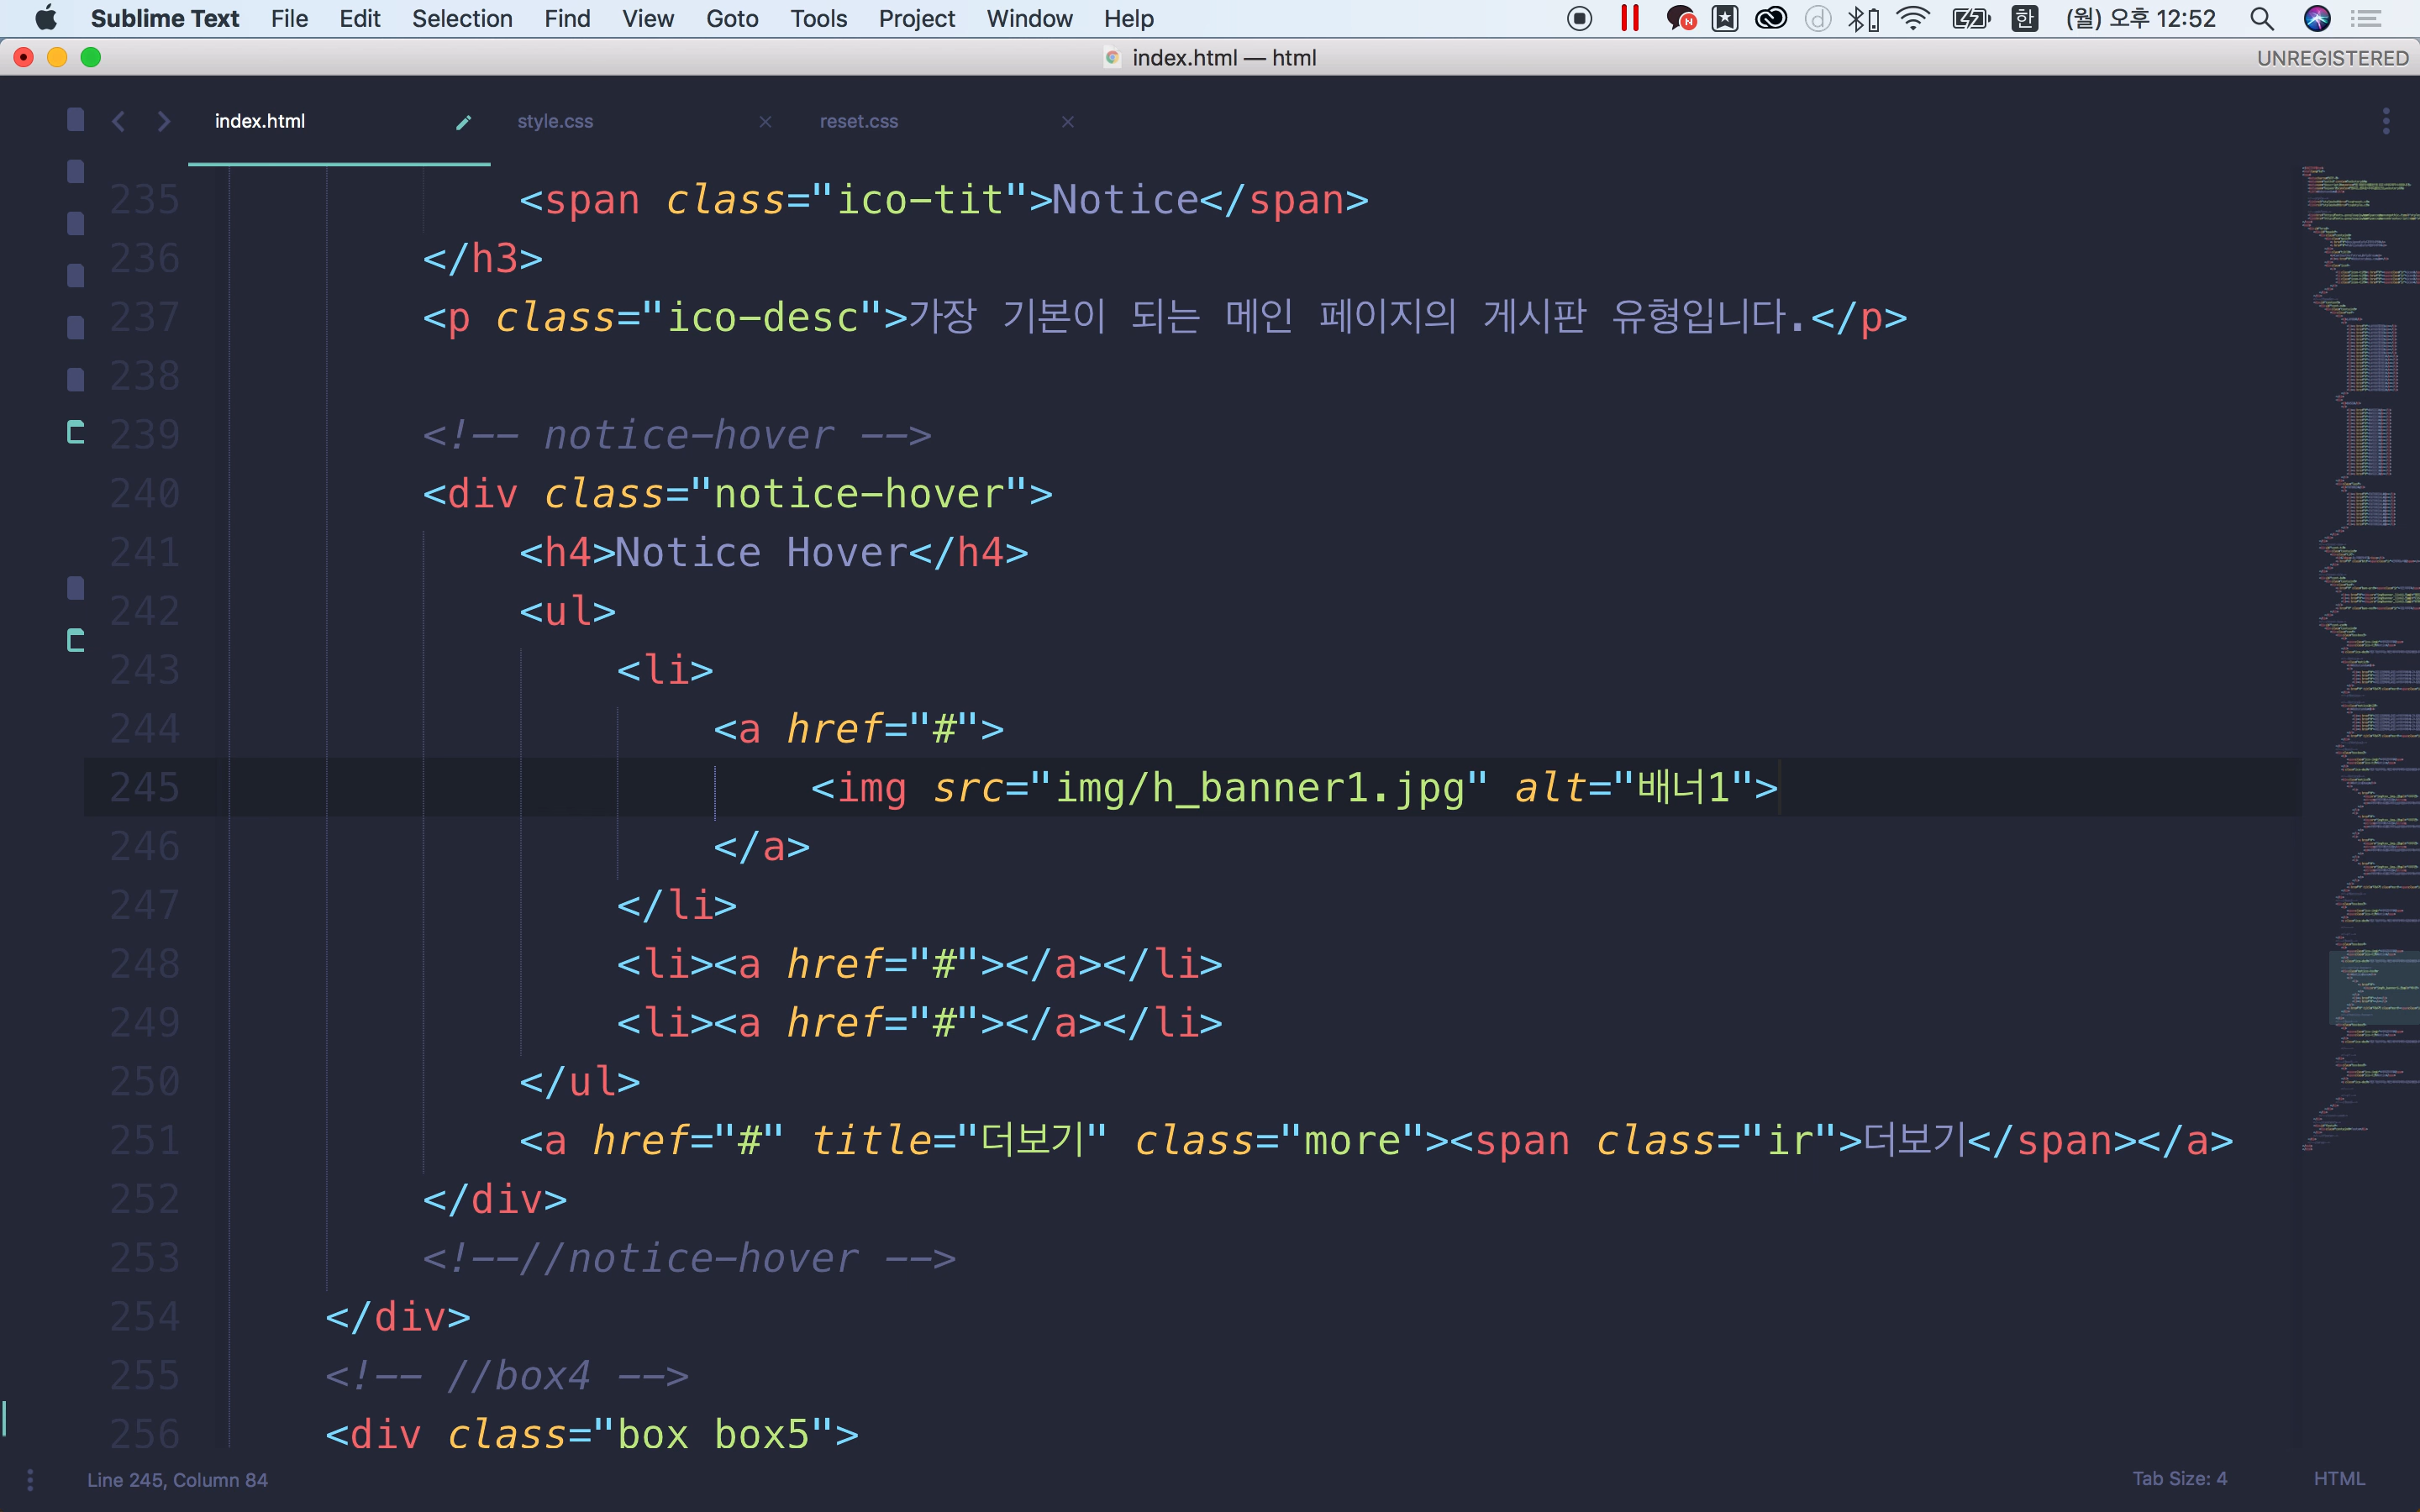 Sublime Text File Edit Selection Find View Goto Tools Project Window Help 한 (월) 오후 12:52
index.html — html UNREGISTERED
index.html style.css reset.css
235 <span class="ico-tit">Notice</span>
236 </h3>
237 <p class="ico-desc">가장 기본이 되는 메인 페이지의 게시판 유형입니다.</p>
238
239 <!-- notice-hover -->
240 <div class="notice-hover">
241 <h4>Notice Hover</h4>
242 <ul>
243 <li>
244 <a href="#">
245 <img src="img/h_banner1.jpg" alt="배너1">
246 </a>
247 </li>
248 <li><a href="#"></a></li>
249 <li><a href="#"></a></li>
250 </ul>
251 <a href="#" title="더보기" class="more"><span class="ir">더보기</span></a>
252 </div>
253 <!--//notice-hover -->
254 </div>
255 <!-- //box4 -->
256 <div class="box box5">
Line 245, Column 84 Tab Size: 4 HTML